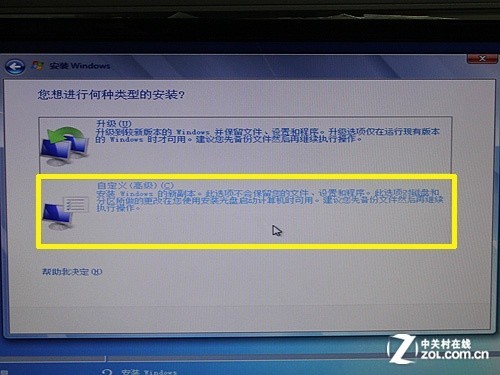 安装 Windows
您想进行何种类型的安装?
升级(U)
升级到较新版本的 Windows 并保留文件、设置和程序。升级选项仅在运行现有版本
的 Windows 时才可用。建议您先备份文件然后再继续执行操作。
自定义(高级)(C)
安装 Windows 的新副本。此选项不会保留您的文件、设置和程序。此选项对磁盘和
分区所做的更改在您使用安装光盘启动计算机时可用。建议您先备份文件然后再继续
执行操作。
帮助我决定(H)
中关村在线
ZOL.COM.CN
2 安装 Windows